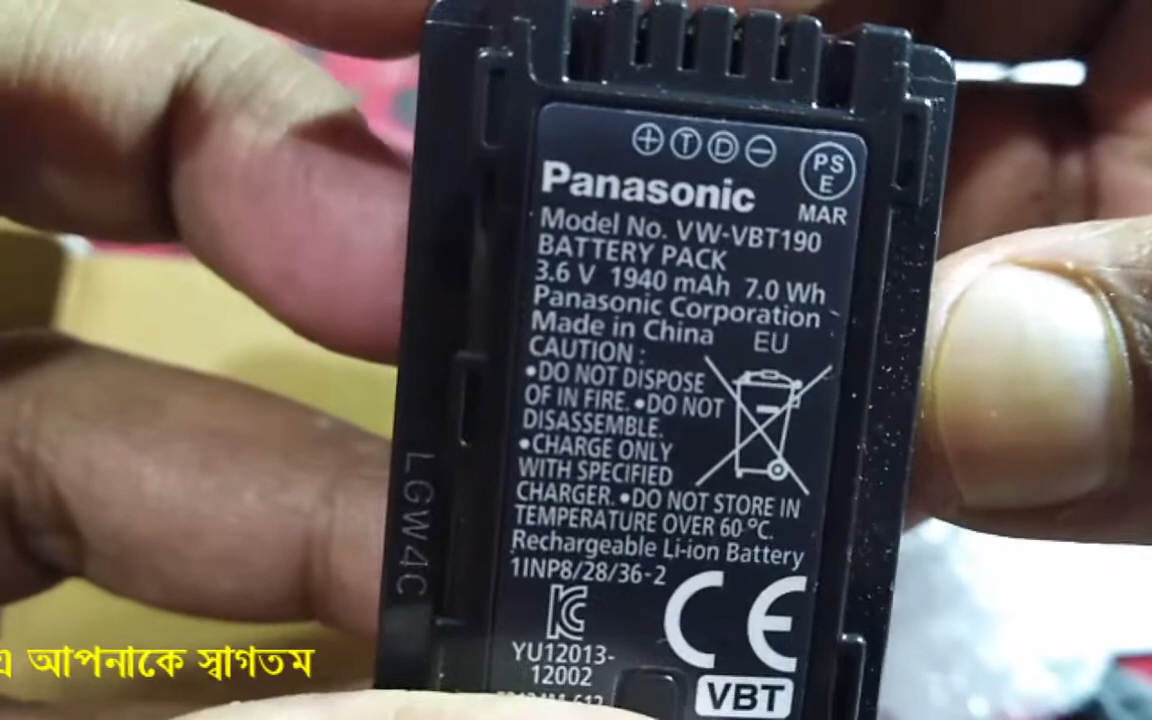 + T D -
PS
E
MAR
Panasonic
Model No. VW-VBT190
BATTERY PACK
3.6 V 1940 mAh 7.0 Wh
Panasonic Corporation
Made in China EU
CAUTION :
•DO NOT DISPOSE
OF IN FIRE. •DO NOT
DISASSEMBLE.
•CHARGE ONLY
WITH SPECIFIED
CHARGER. •DO NOT STORE IN
TEMPERATURE OVER 60 °C.
Rechargeable Li-ion Battery
1INP8/28/36-2
KC CE
YU12013-
12002
VBT
LGW4C
এ আপনাকে স্বাগতম